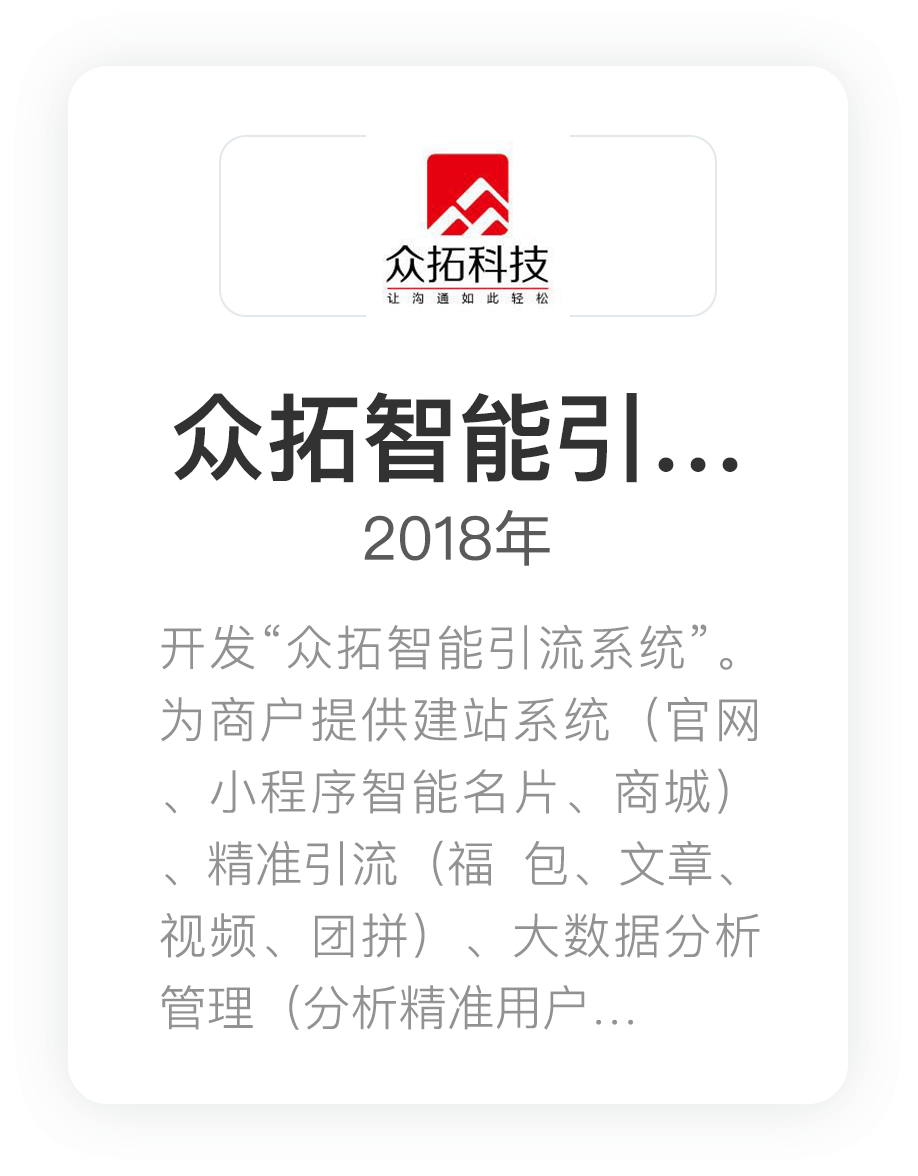 众拓科技
让沟通如此轻松
众拓智能引...
2018年
开发“众拓智能引流系统”。
为商户提供建站系统（官网
、小程序智能名片、商城）
、精准引流（福 包、文章、
视频、团拼）、大数据分析
管理（分析精准用户...